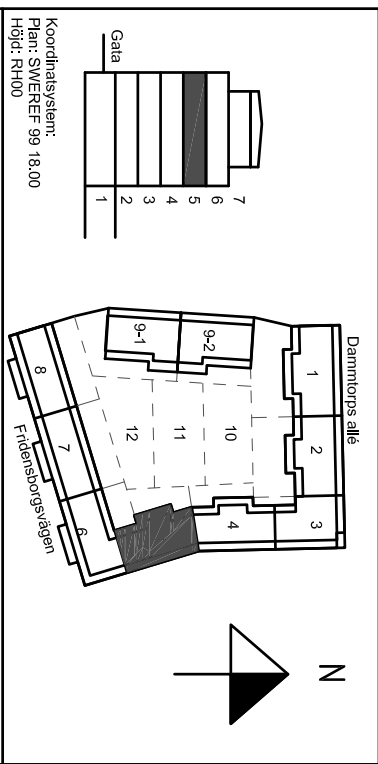 Gata
1
2
3
4
5
6
7
Koordinatsystem:
Plan: SWEREF 99 18.00
Höjd: RH00
Dammtorps allé
1
2
3
4
9-1
9-2
10
11
12
8
7
6
Fridensborgsvägen
N